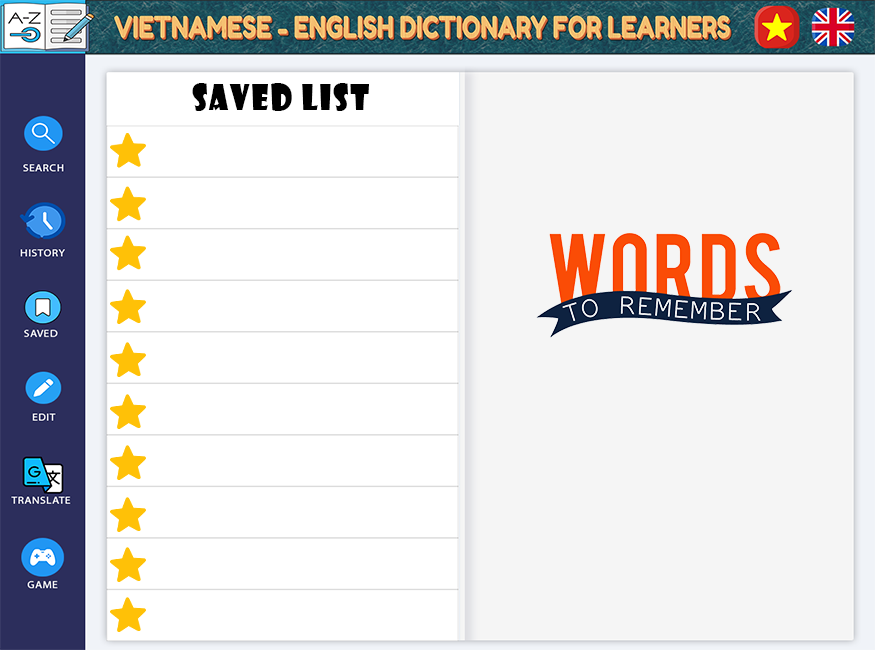 A-Z
VIETNAMESE - ENGLISH DICTIONARY FOR LEARNERS
SEARCH
HISTORY
SAVED
EDIT
G
TRANSLATE
GAME
SAVED LIST
WORDS
TO REMEMBER